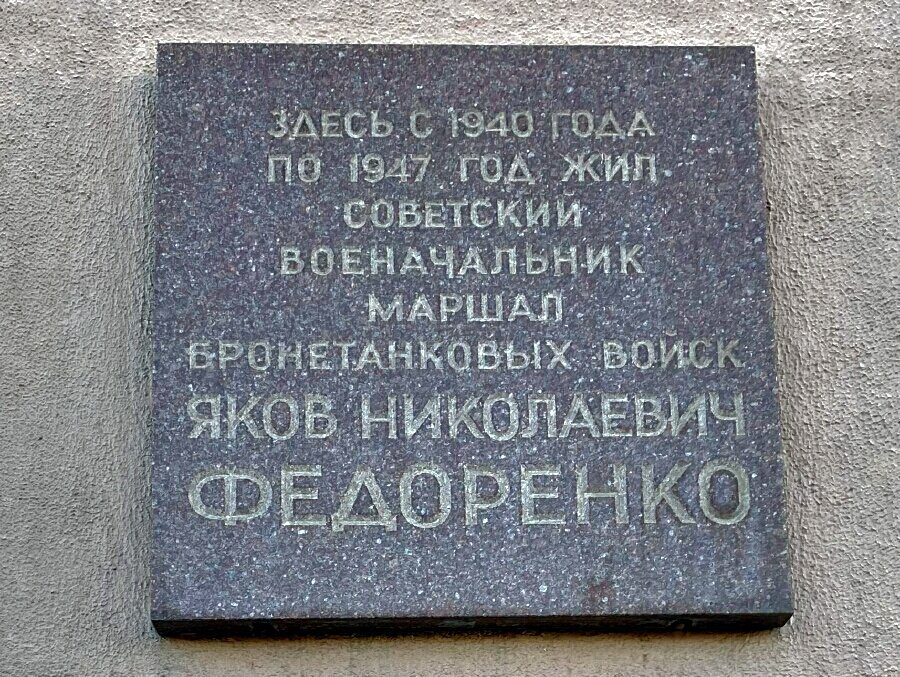 ЗДЕСЬ С 1940 ГОДА
ПО 1947 ГОД ЖИЛ
СОВЕТСКИЙ
ВОЕНАЧАЛЬНИК
МАРШАЛ
БРОНЕТАНКОВЫХ ВОЙСК
ЯКОВ НИКОЛАЕВИЧ
ФЕДОРЕНКО